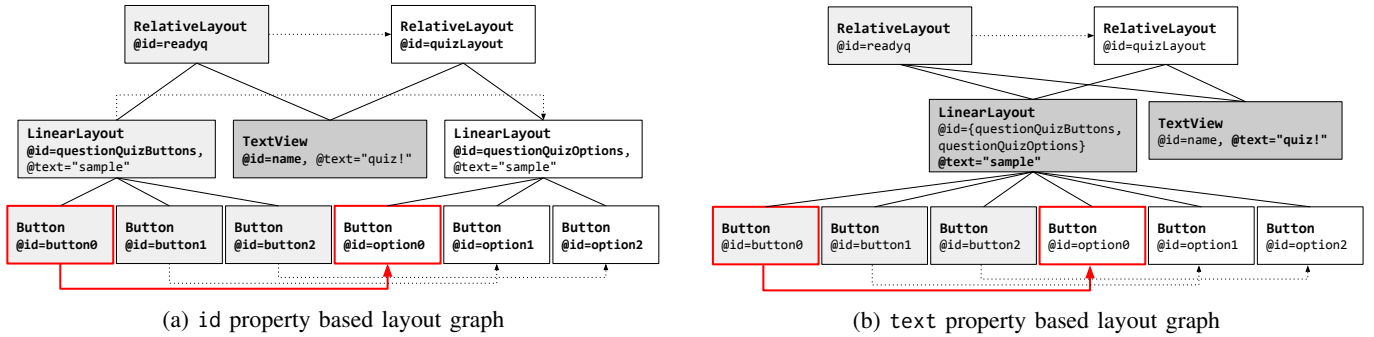 RelativeLayout
@id=readyq
RelativeLayout
@id=quizLayout
LinearLayout
@id=questionQuizButtons,
@text="sample"
TextView
@id=name, @text="quiz!"
LinearLayout
@id=questionQuizOptions,
@text="sample"
Button
@id=button0
Button
@id=button1
Button
@id=button2
Button
@id=option0
Button
@id=option1
Button
@id=option2
(a) id property based layout graph
RelativeLayout
@id=readyq
RelativeLayout
@id=quizLayout
LinearLayout
@id={questionQuizButtons,
questionQuizOptions}
@text="sample"
TextView
@id=name, @text="quiz!"
Button
@id=button0
Button
@id=button1
Button
@id=button2
Button
@id=option0
Button
@id=option1
Button
@id=option2
(b) text property based layout graph